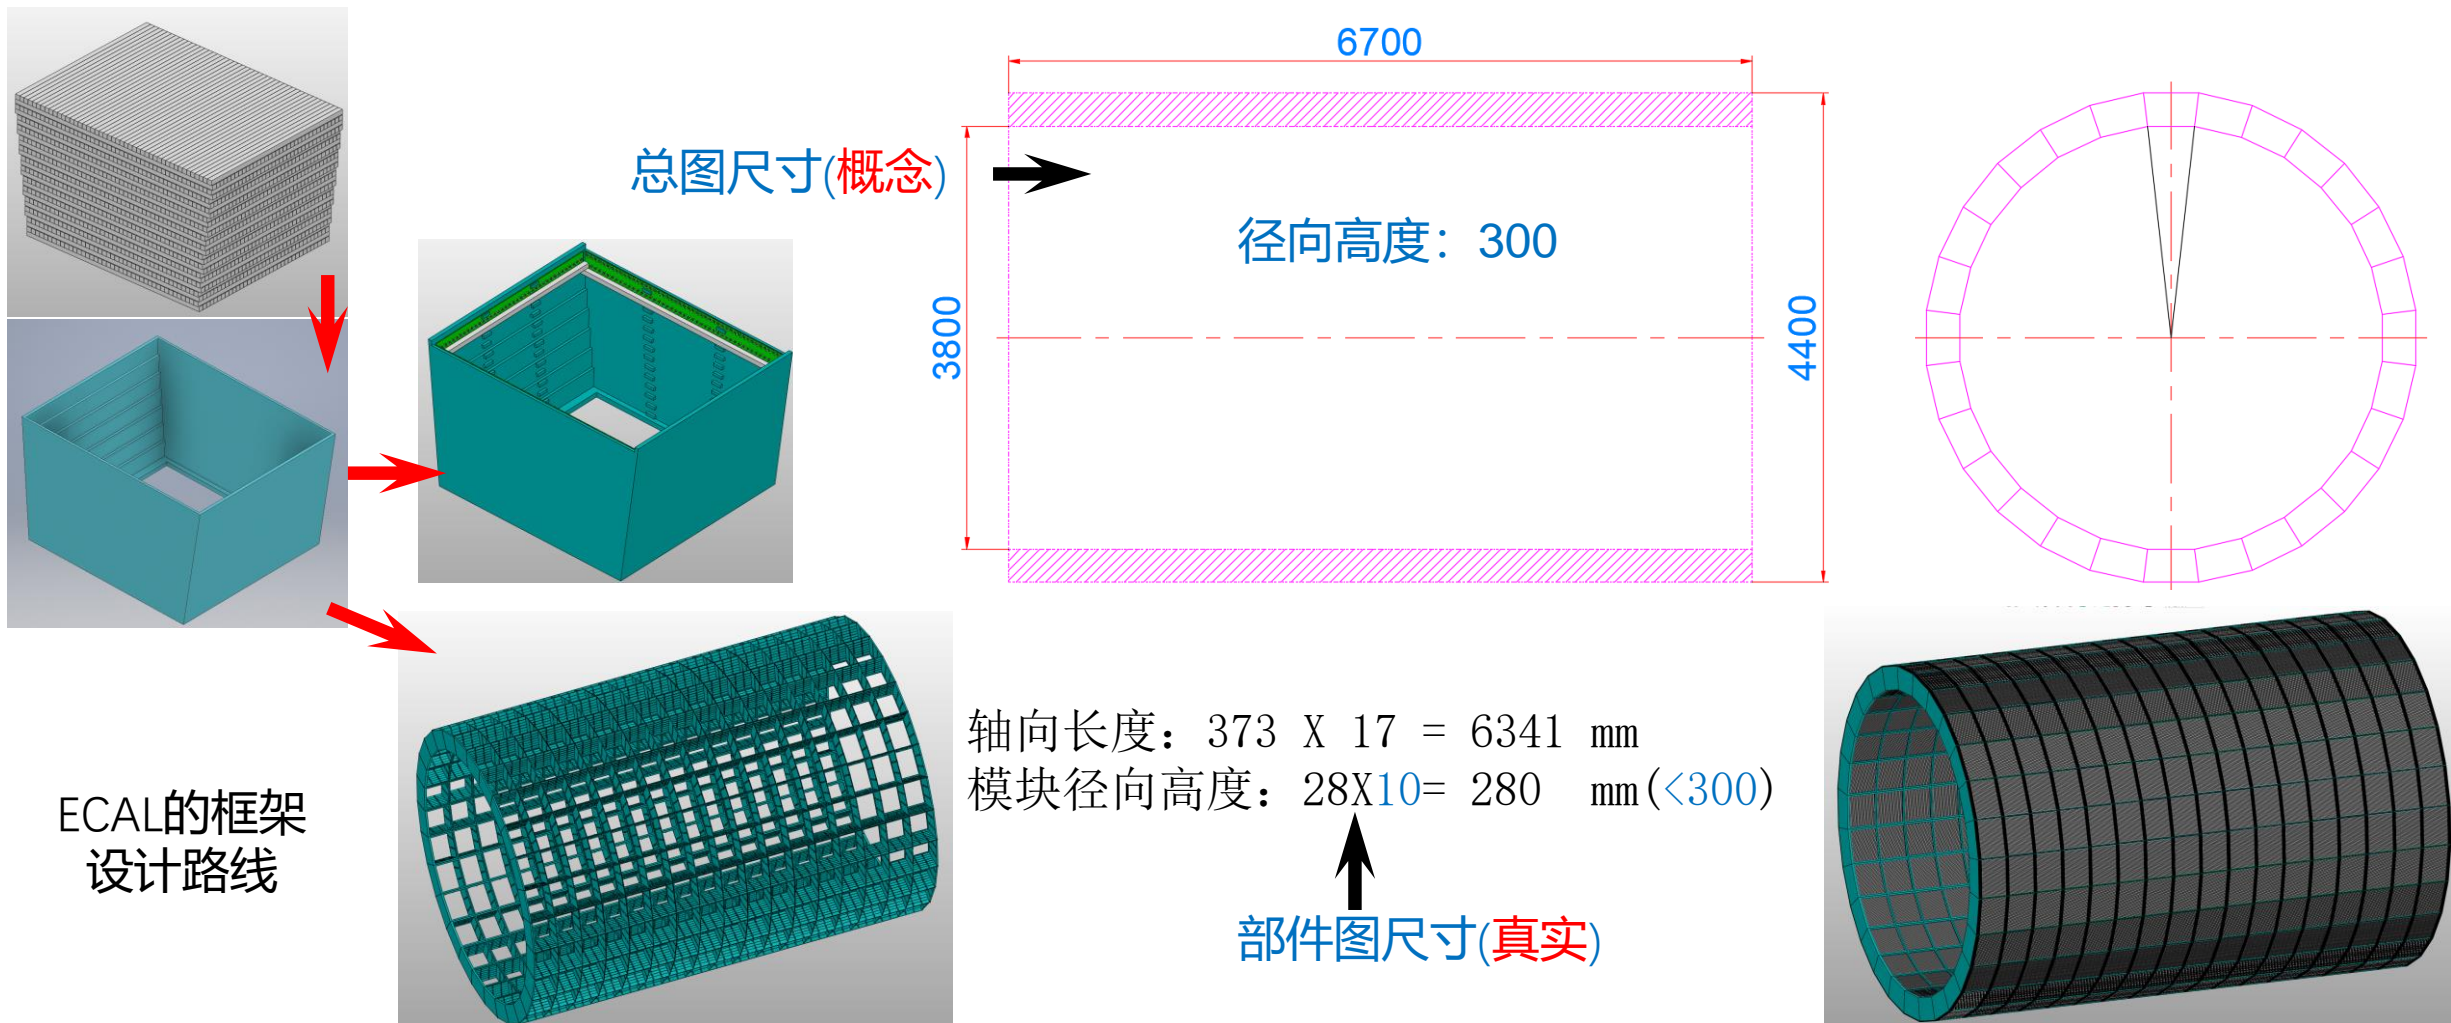 6700
总图尺寸(概念)
径向高度：300
3800
4400
轴向长度：373 X 17 = 6341 mm
模块径向高度：28X10= 280 mm(<300)
部件图尺寸(真实)
ECAL的框架
设计路线